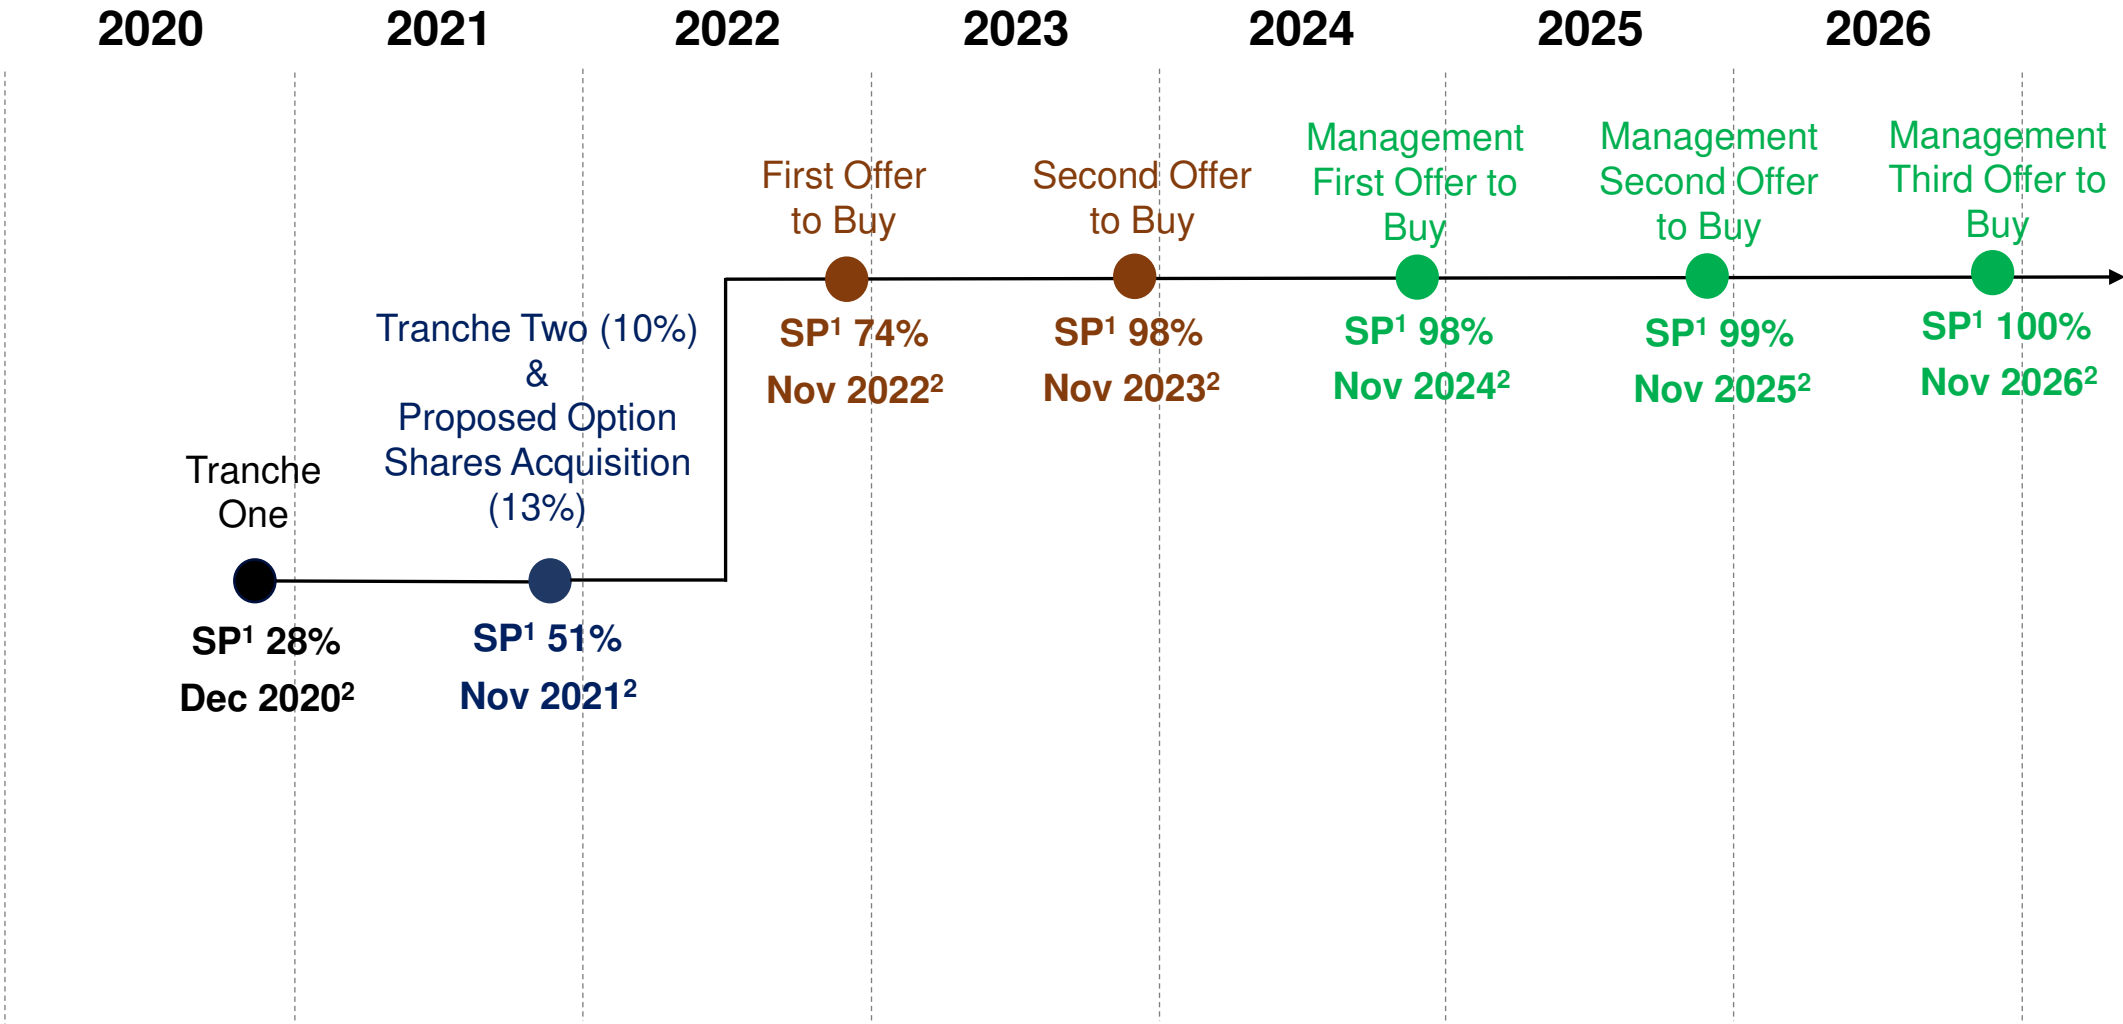 2020 2021 2022 2023 2024 2025 2026
Tranche
One
SP¹ 28%
Dec 2020²
Tranche Two (10%)
&
Proposed Option
Shares Acquisition
(13%)
SP¹ 51%
Nov 2021²
First Offer
to Buy
SP¹ 74%
Nov 2022²
Second Offer
to Buy
SP¹ 98%
Nov 2023²
Management
First Offer to
Buy
SP¹ 98%
Nov 2024²
Management
Second Offer
to Buy
SP¹ 99%
Nov 2025²
Management
Third Offer to
Buy
SP¹ 100%
Nov 2026²